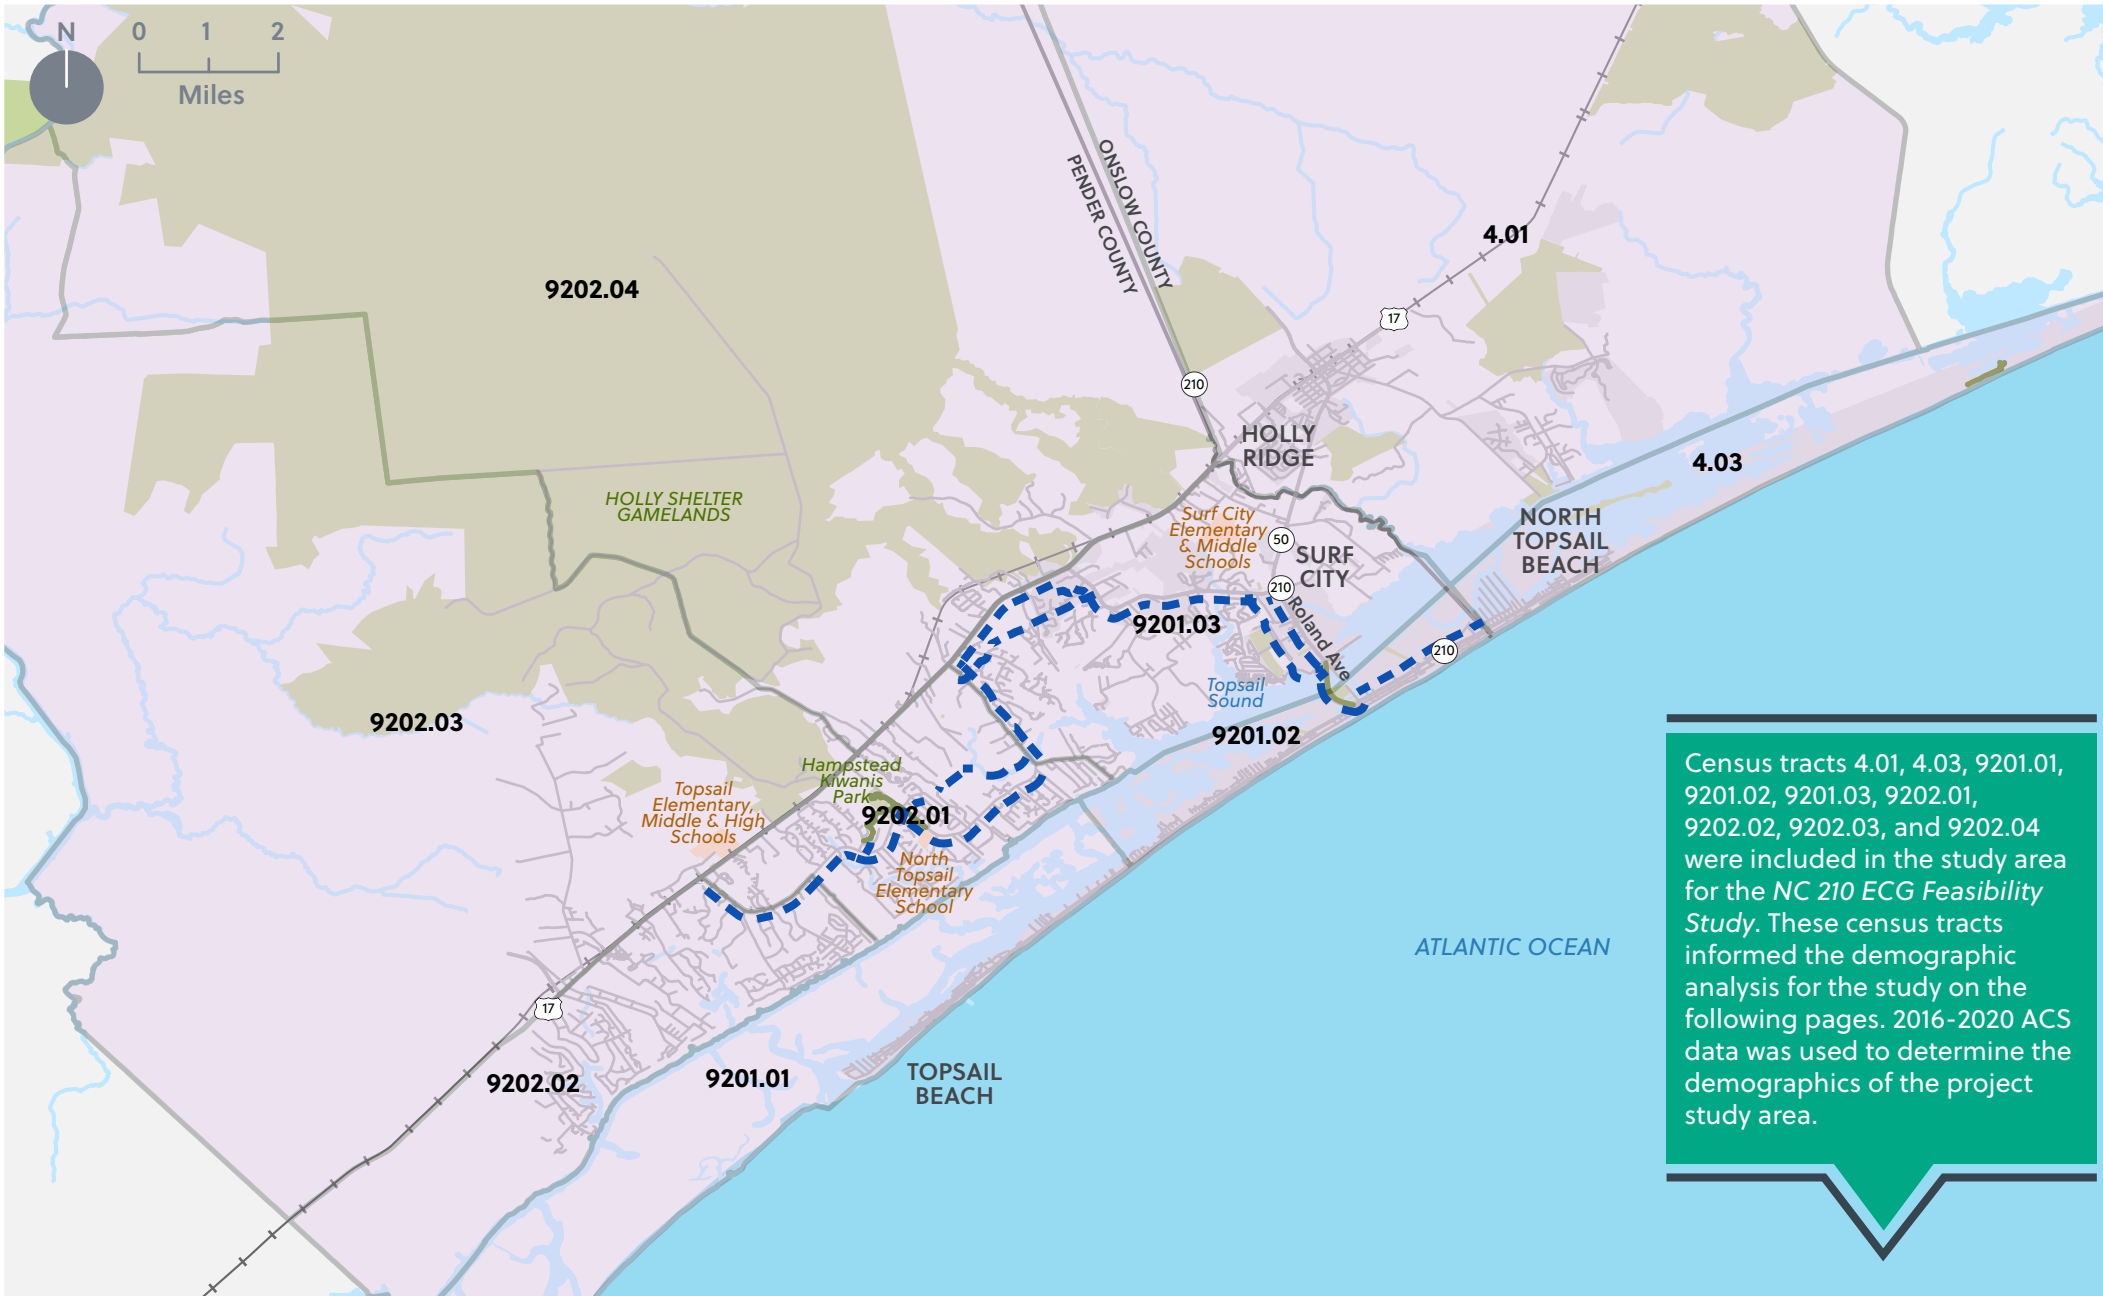 N
0 1 2
Miles
ONSLOW COUNTY
PENDER COUNTY
4.01
9202.04
17
210
HOLLY
RIDGE
4.03
HOLLY SHELTER
GAMELANDS
Surf City
Elementary
& Middle
Schools
50
SURF
CITY
NORTH
TOPSAIL
BEACH
210
Roland Ave
9201.03
210
Topsail
Sound
9202.03
9201.02
Hampstead
Kiwanis
Park
Topsail
Elementary,
Middle & High
Schools
9202.01
North
Topsail
Elementary
School
ATLANTIC OCEAN
17
9202.02
9201.01
TOPSAIL
BEACH
Census tracts 4.01, 4.03, 9201.01,
9201.02, 9201.03, 9202.01,
9202.02, 9202.03, and 9202.04
were included in the study area
for the NC 210 ECG Feasibility
Study. These census tracts
informed the demographic
analysis for the study on the
following pages. 2016-2020 ACS
data was used to determine the
demographics of the project
study area.